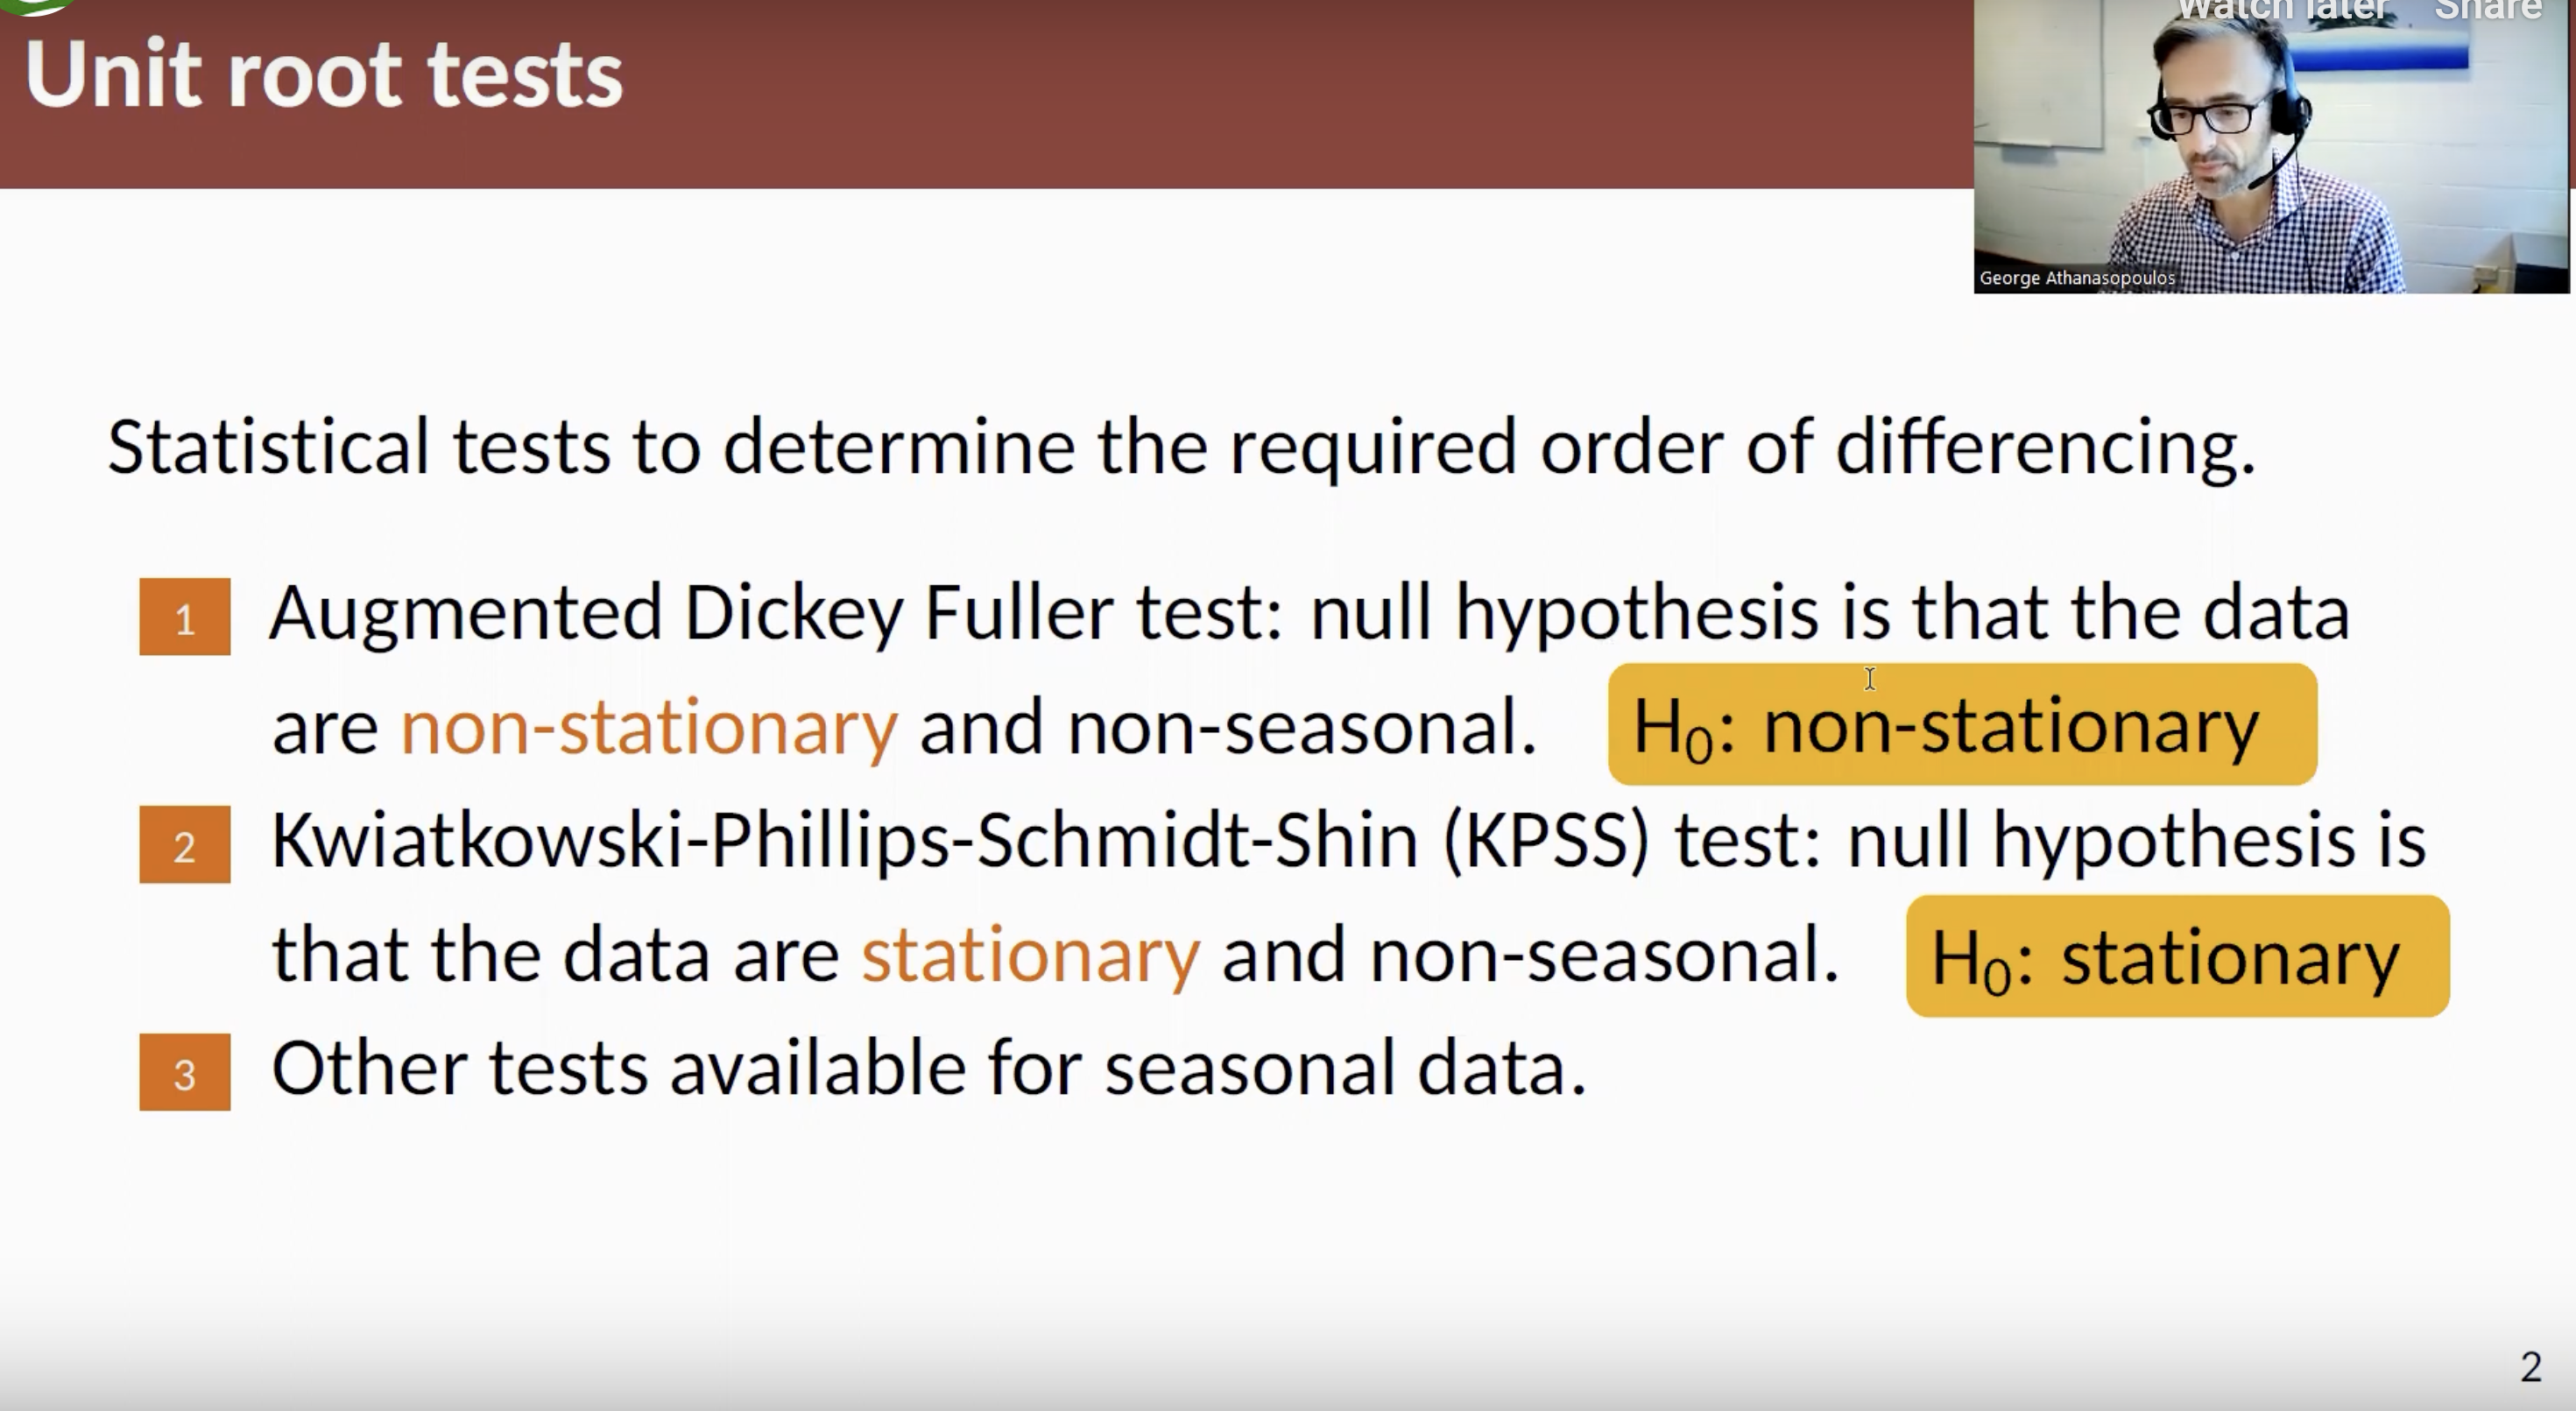 Watch later Share
Unit root tests
George Athanasopoulos
Statistical tests to determine the required order of differencing.
1 Augmented Dickey Fuller test: null hypothesis is that the data
are non-stationary and non-seasonal. H₀: non-stationary
2 Kwiatkowski-Phillips-Schmidt-Shin (KPSS) test: null hypothesis is
that the data are stationary and non-seasonal. H₀: stationary
3 Other tests available for seasonal data.
2